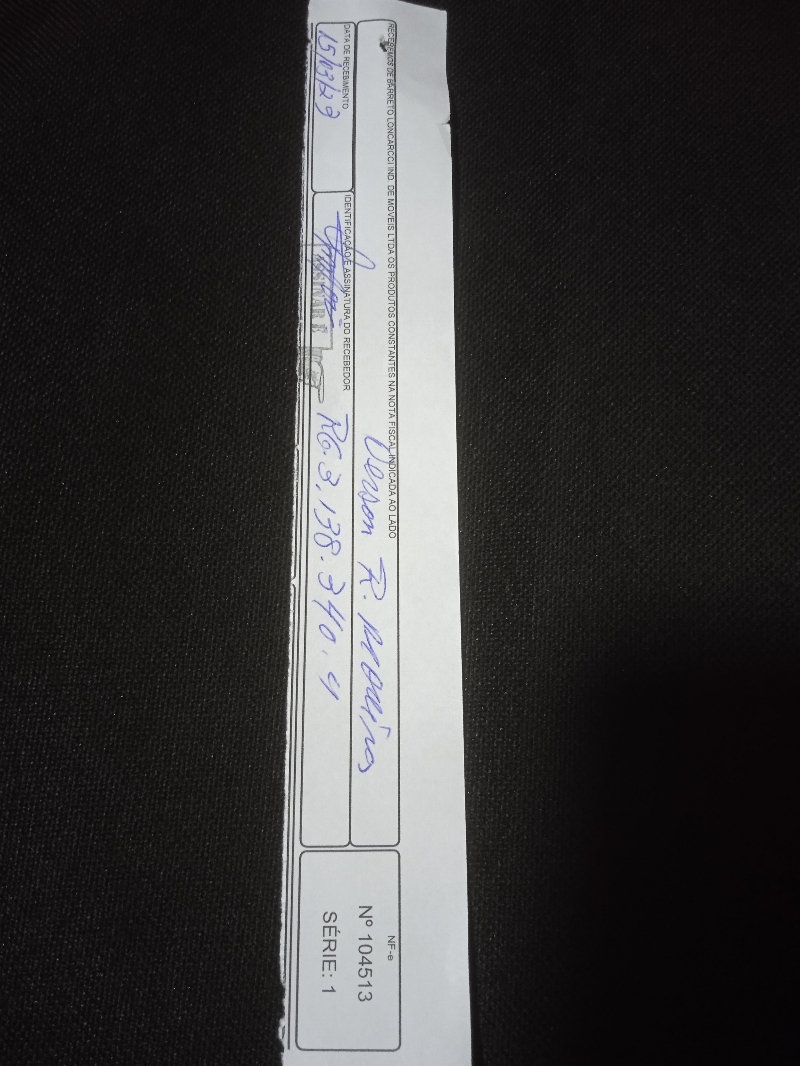 RECEBEMOS DE BARRETO LONCARCCI IND. DE MOVEIS LTDA OS PRODUTOS CONSTANTES NA NOTA FISCAL INDICADA AO LADO
R.
DATA DE RECEBIMENTO
15/03/23
IDENTIFICAÇÃO E ASSINATURA DO RECEBEDOR
RG. 3.138.340.4
NF-e
Nº 104513
SÉRIE: 1